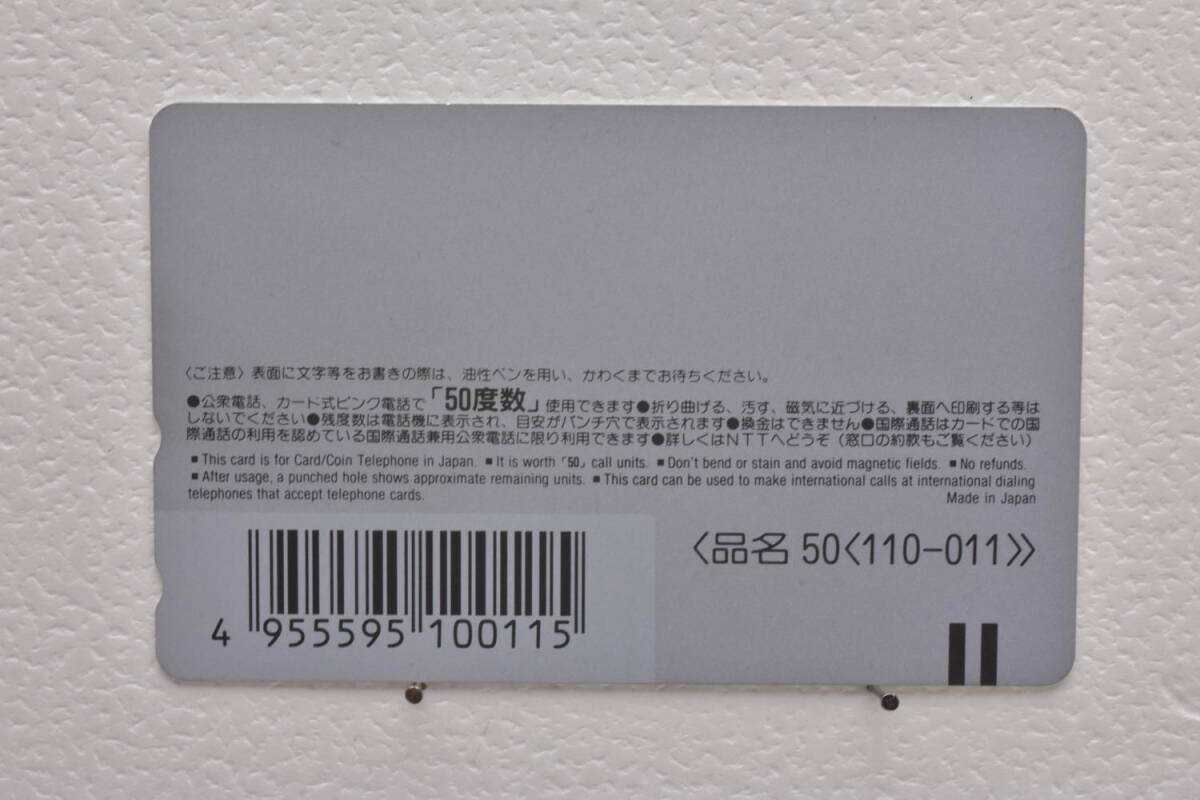 〈ご注意〉表面に文字等をお書きの際は、油性ペンを用い、かわくまでお待ちください。
●公衆電話、カード式ピンク電話で「50度数」使用できます●折り曲げる、汚す、磁気に近づける、裏面へ印刷する等は
しないでください●残度数は電話機に表示され、目安がパンチ穴で表示されます●換金はできません●国際通話はカードでの国
際通話の利用を認めている国際通話兼用公衆電話に限り利用できます●詳しくはNTTへどうぞ(窓口の約款もご覧ください)
■ This card is for Card/Coin Telephone in Japan. ■ It is worth「50」call units. ■ Don't bend or stain and avoid magnetic fields. ■ No refunds.
■ After usage, a punched hole shows approximate remaining units. ■ This card can be used to make international calls at international dialing
telephones that accept telephone cards.
Made in Japan
〈品名 50〈110-011〉〉
4 955595 100115